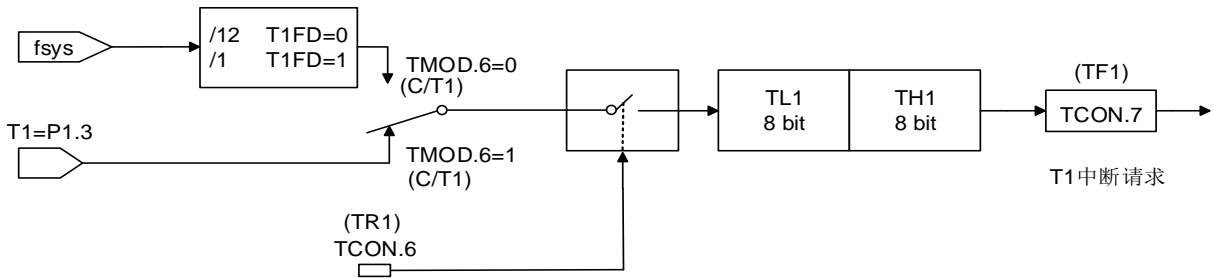 fsys
/12 T1FD=0
/1 T1FD=1
TMOD.6=0
(C/T1)
T1=P1.3
TMOD.6=1
(C/T1)
(TR1)
TCON.6
TL1
8 bit
TH1
8 bit
(TF1)
TCON.7
T1中断请求